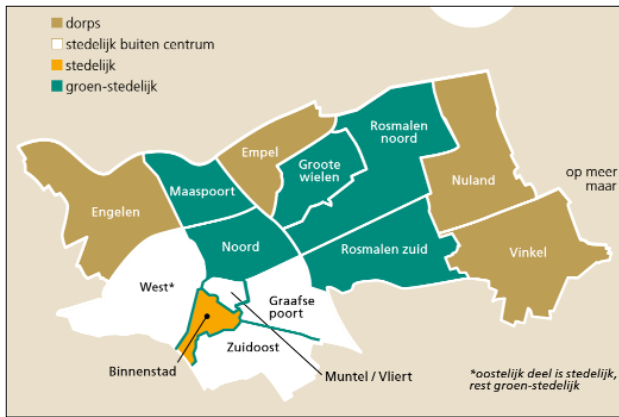 dorps
stedelijk buiten centrum
stedelijk
groen-stedelijk
Rosmalen
noord
Empel
Groote
wielen
Maaspoort
Nuland
op meer
maar
Engelen
Noord
Rosmalen zuid
Vinkel
West*
Graafse
poort
Zuidoost
Binnenstad
Muntel / Vliert
*oostelijk deel is stedelijk,
rest groen-stedelijk